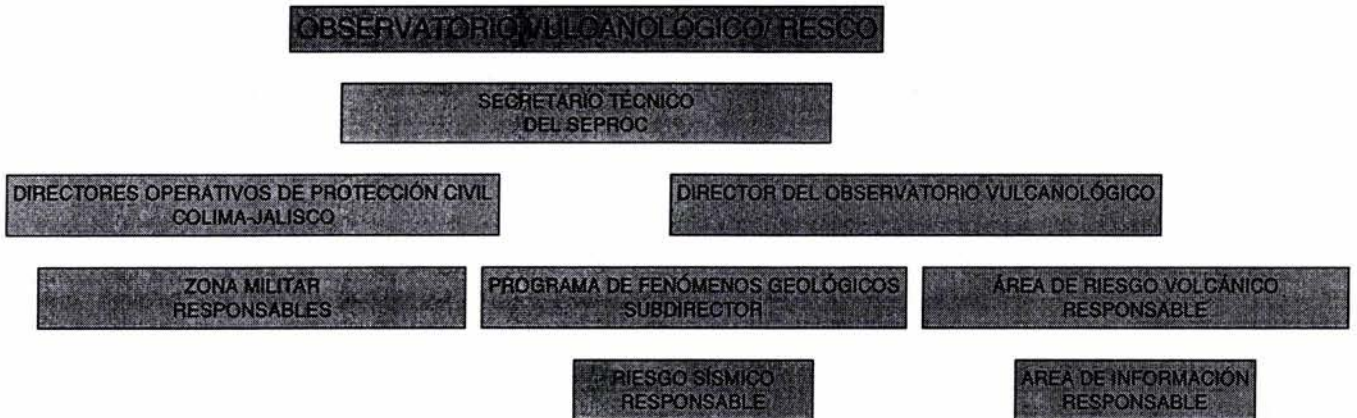 OBSERVATORIO VULCANOLÓGICO/ RESCO
SECRETARIO TÉCNICO
DEL SEPROC
DIRECTORES OPERATIVOS DE PROTECCIÓN CIVIL
COLIMA-JALISCO
DIRECTOR DEL OBSERVATORIO VULCANOLÓGICO
ZONA MILITAR
RESPONSABLES
PROGRAMA DE FENÓMENOS GEOLÓGICOS
SUBDIRECTOR
ÁREA DE RIESGO VOLCÁNICO
RESPONSABLE
RIESGO SÍSMICO
RESPONSABLE
AREA DE INFORMACIÓN
RESPONSABLE